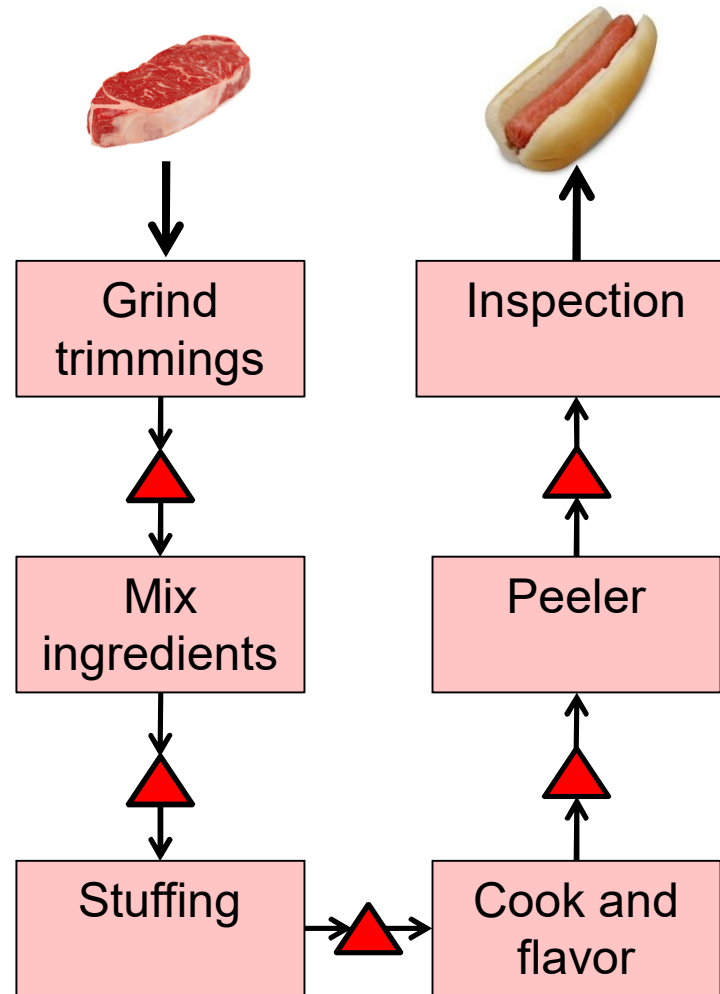 Grind
trimmings
Mix
ingredients
Stuffing
Cook and
flavor
Peeler
Inspection